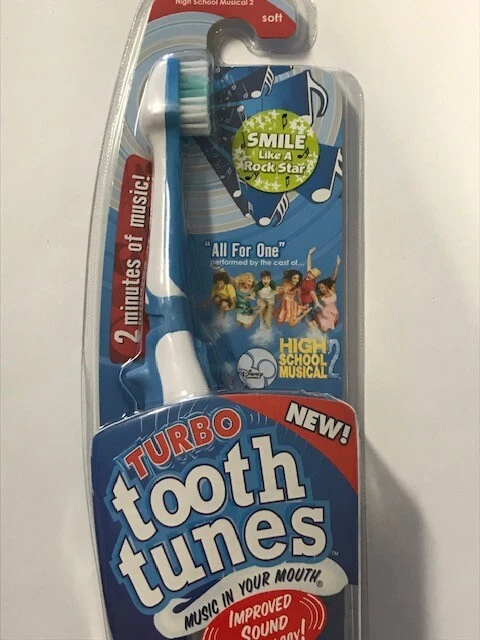 High School Musical 2
soft
SMILE
Like A
Rock Star
2 minutes of music!
"All For One"
performed by the cast of...
Disney
HIGH
SCHOOL
MUSICAL 2
NEW!
TURBO
tooth
tunes™
MUSIC IN YOUR MOUTH®
IMPROVED
SOUND